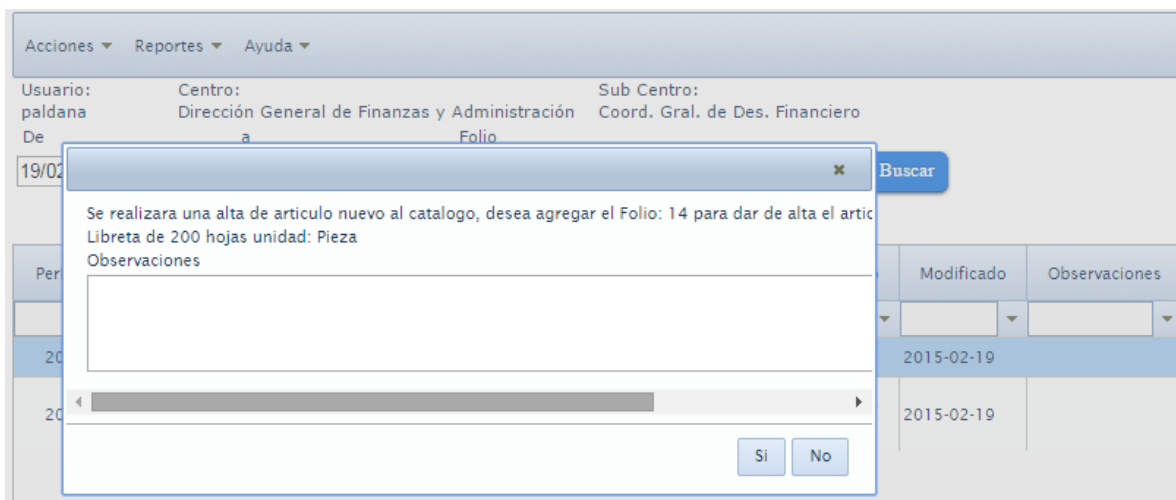 Acciones Reportes Ayuda
Usuario: Centro: Sub Centro:
paldana Dirección General de Finanzas y Administración Coord. Gral. de Des. Financiero
De a Folio
19/02 Buscar
Se realizara una alta de articulo nuevo al catalogo, desea agregar el Folio: 14 para dar de alta el artic
Libreta de 200 hojas unidad: Pieza
Observaciones
Per Modificado Observaciones
20 2015-02-19
20 2015-02-19
Si No